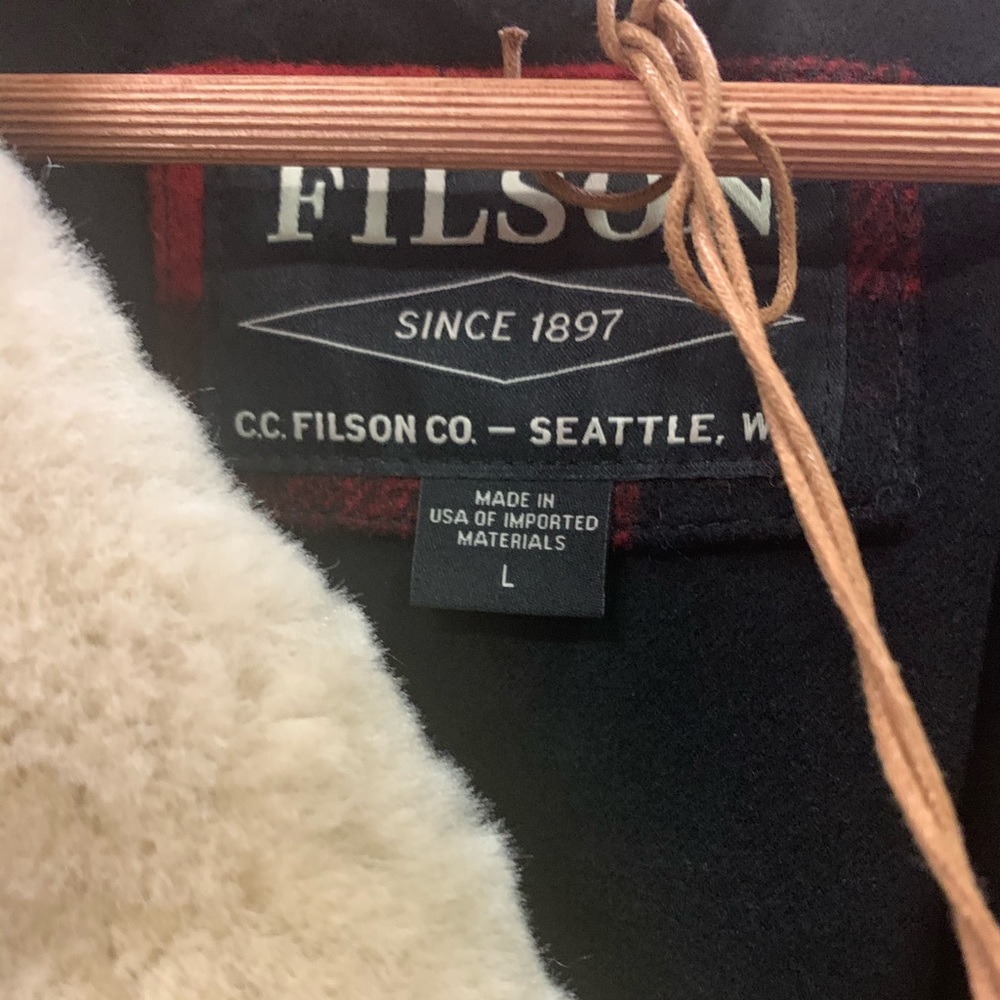 FILSON
SINCE 1897
C.C. FILSON CO. — SEATTLE, W
MADE IN
USA OF IMPORTED
MATERIALS
L